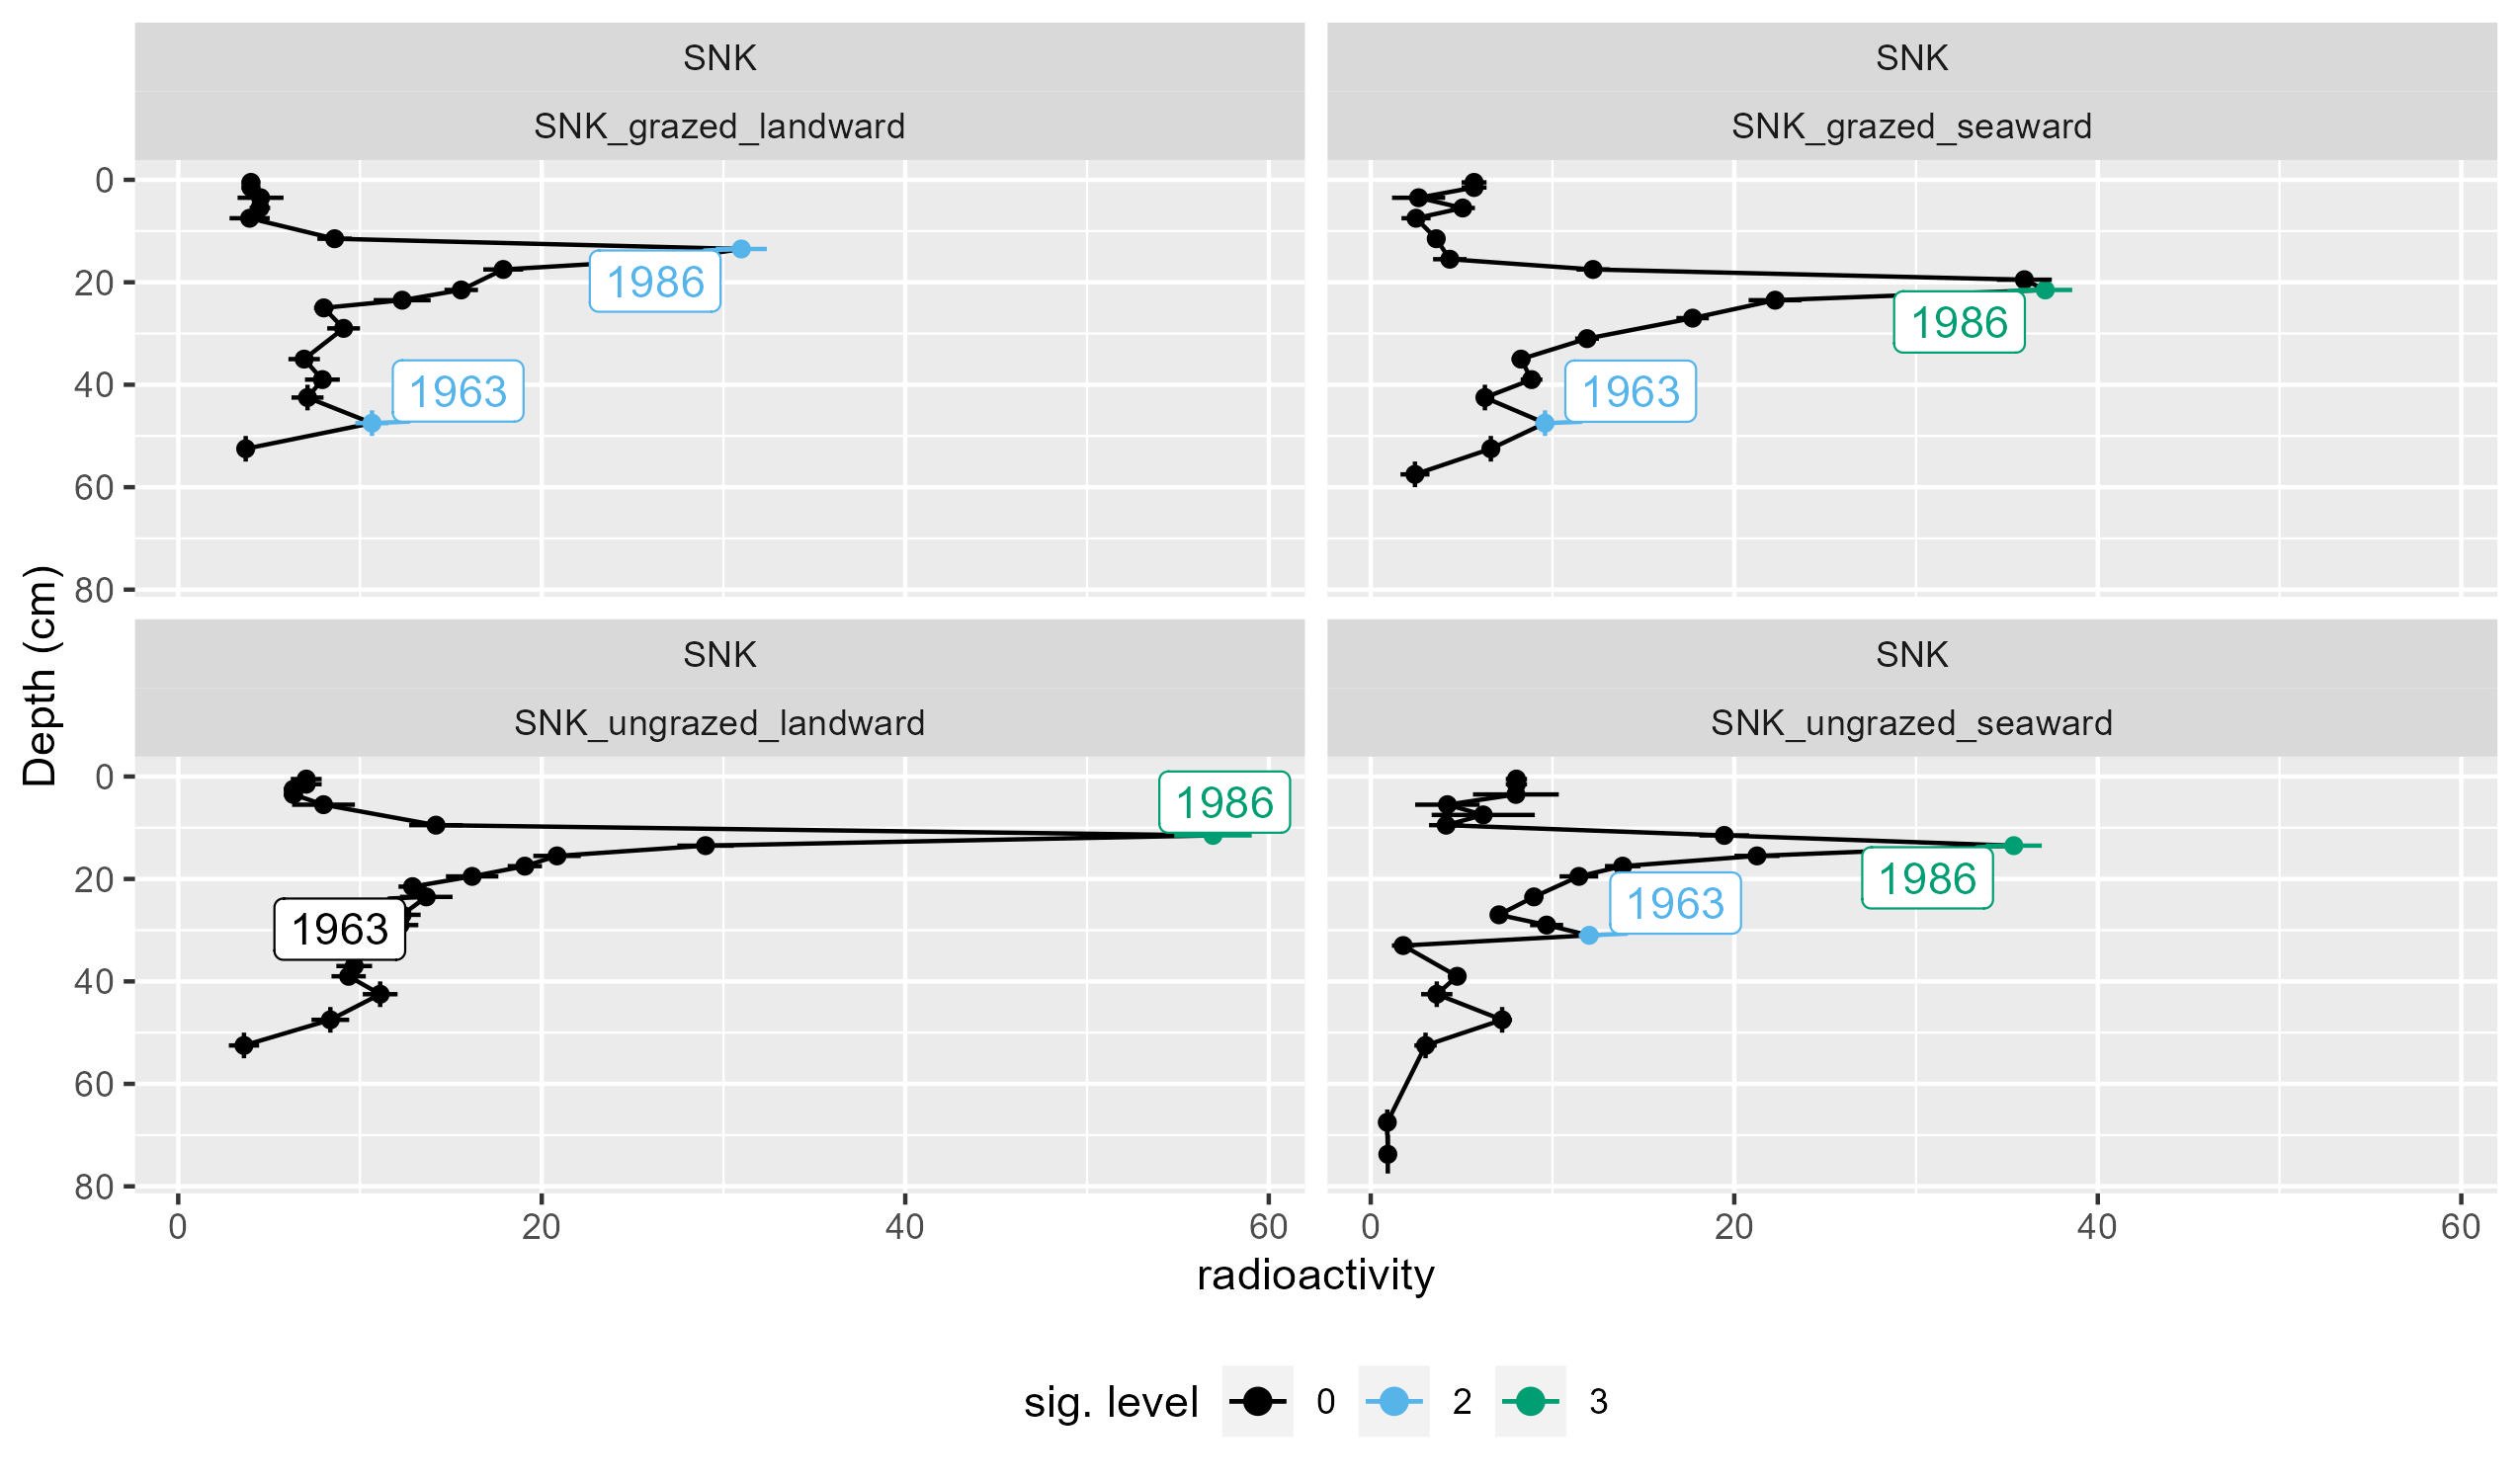 SNK
SNK_grazed_landward
SNK
SNK_grazed_seaward
0
20
40
60
80
1986
1963
1986
1963
Depth (cm)
SNK
SNK_ungrazed_landward
SNK
SNK_ungrazed_seaward
0
20
40
60
80
1986
1963
1986
1963
0 20 40 60 0 20 40 60
radioactivity
sig. level 0 2 3